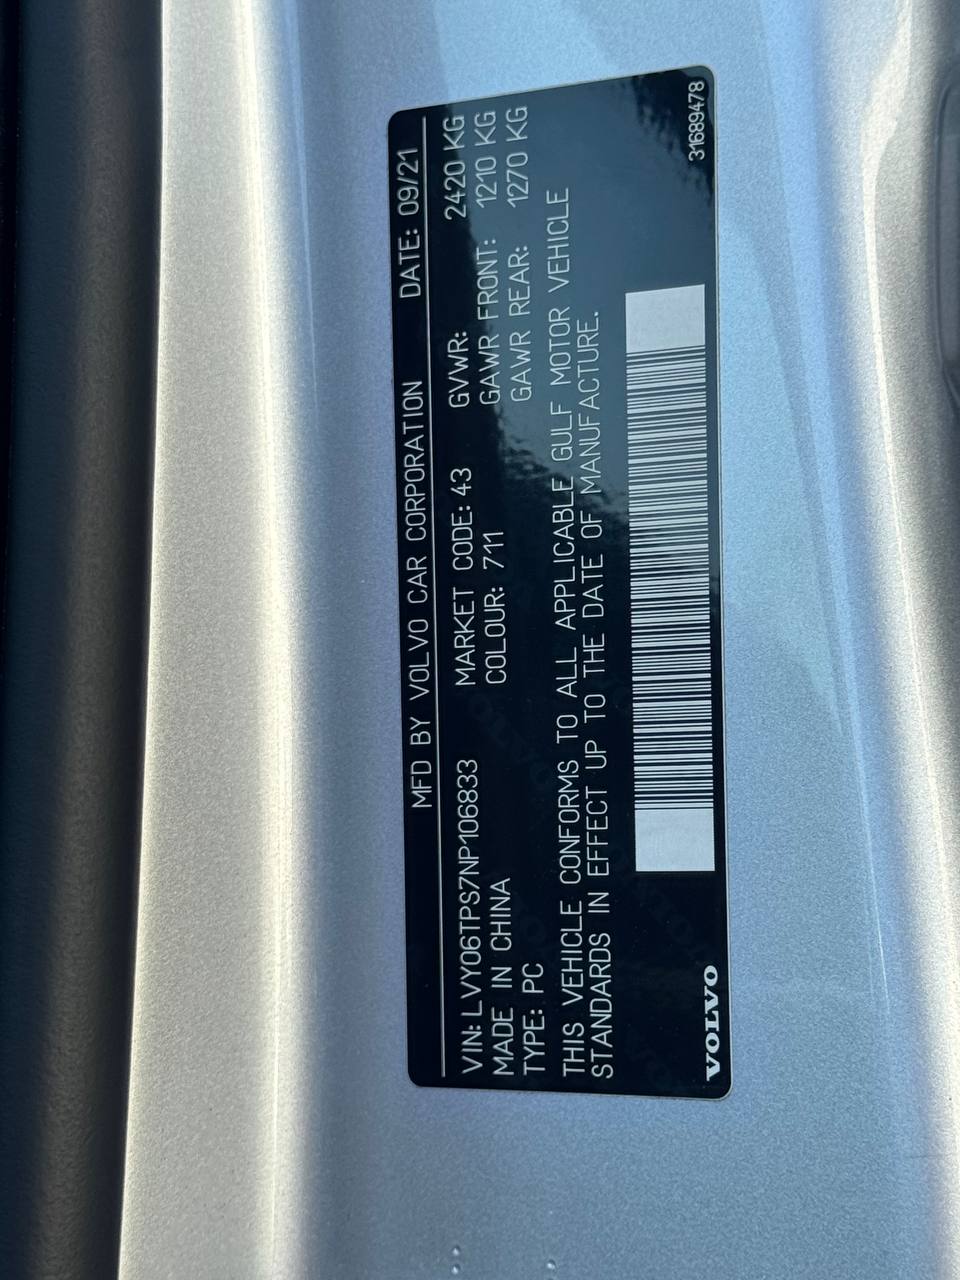 MFD BY VOLVO CAR CORPORATION DATE: 09/21
VIN: LVY06TPS7NP106833 MARKET CODE: 43 GVWR: 2420 KG
MADE IN CHINA COLOUR: 711 GAWR FRONT: 1210 KG
TYPE: PC GAWR REAR: 1270 KG
THIS VEHICLE CONFORMS TO ALL APPLICABLE GULF MOTOR VEHICLE
STANDARDS IN EFFECT UP TO THE DATE OF MANUFACTURE.
VOLVO 31689478